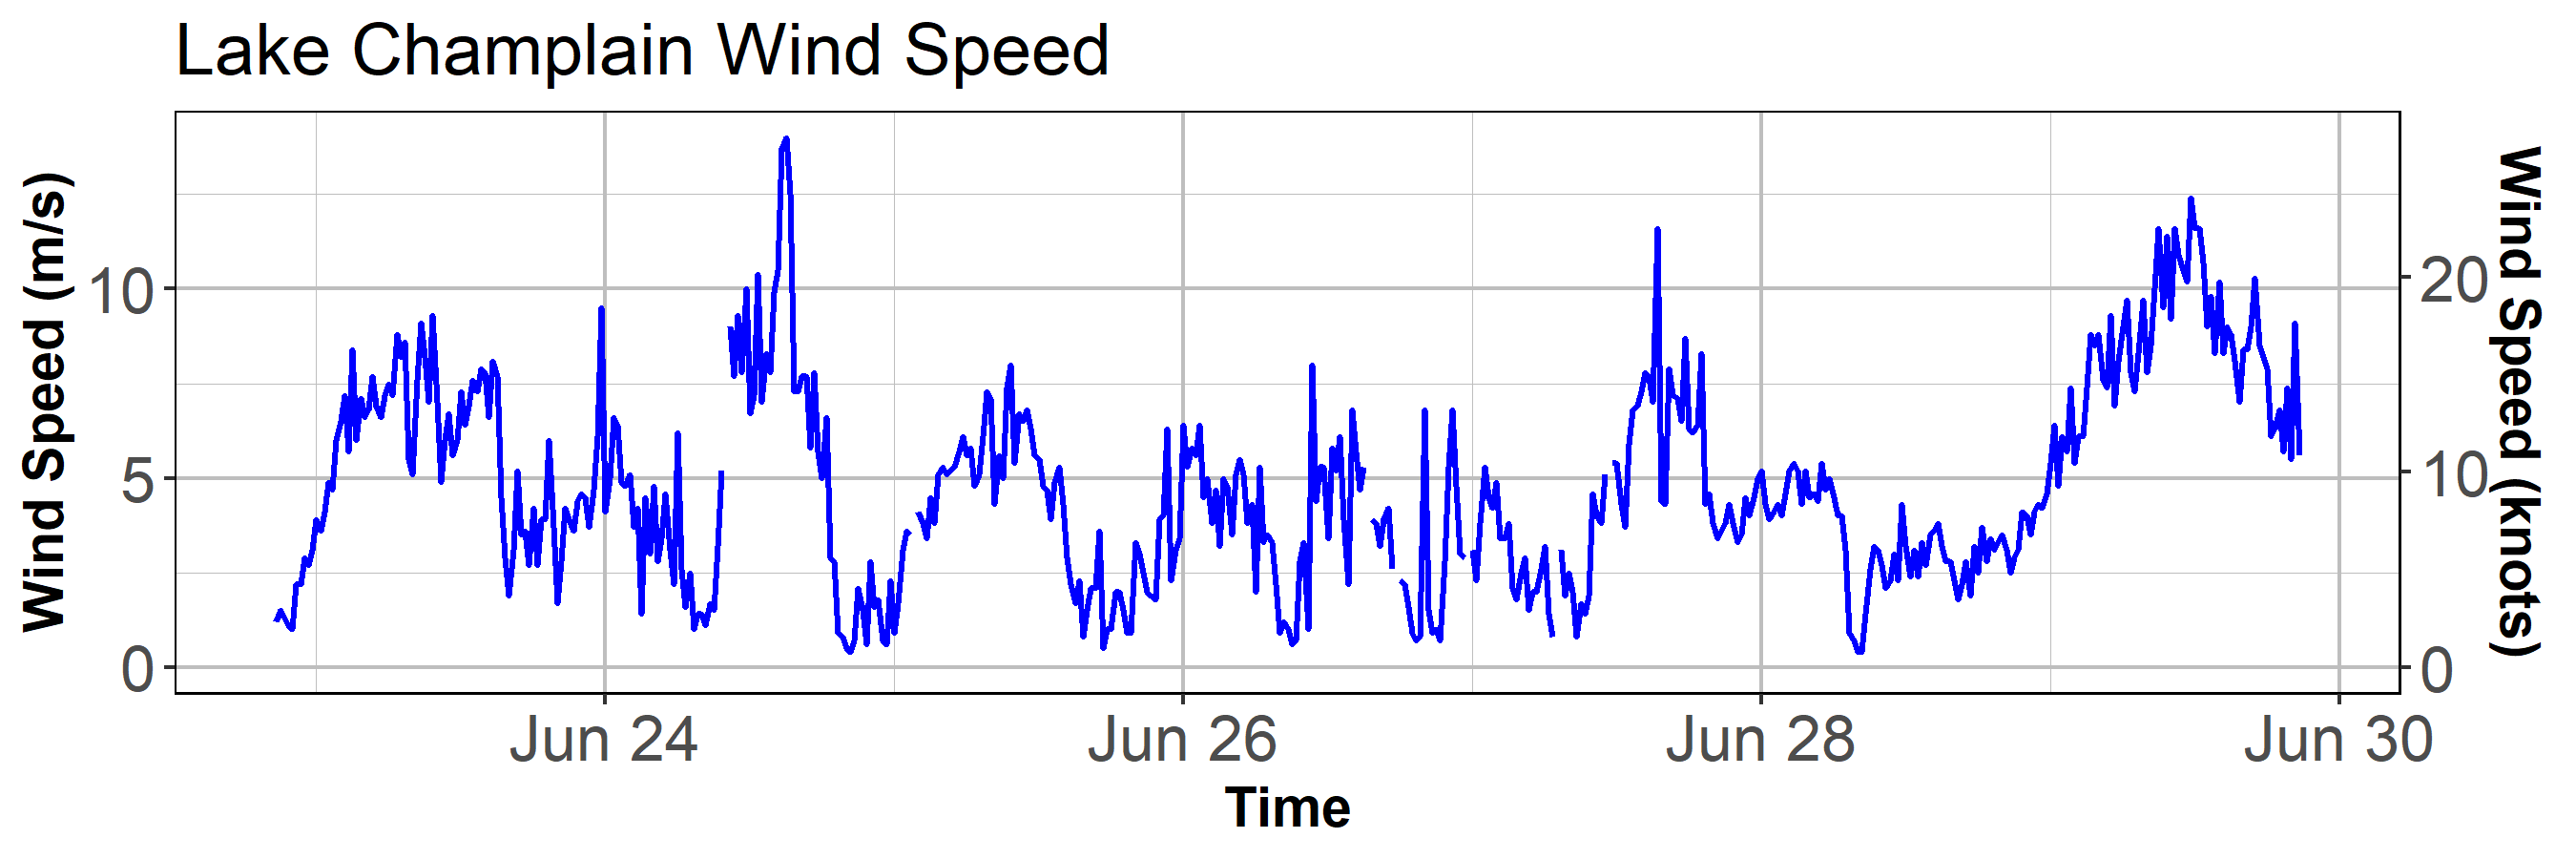 Lake Champlain Wind Speed
Wind Speed (m/s)
10
5
0
20
10
0
Wind Speed (knots)
Jun 24
Jun 26
Jun 28
Jun 30
Time